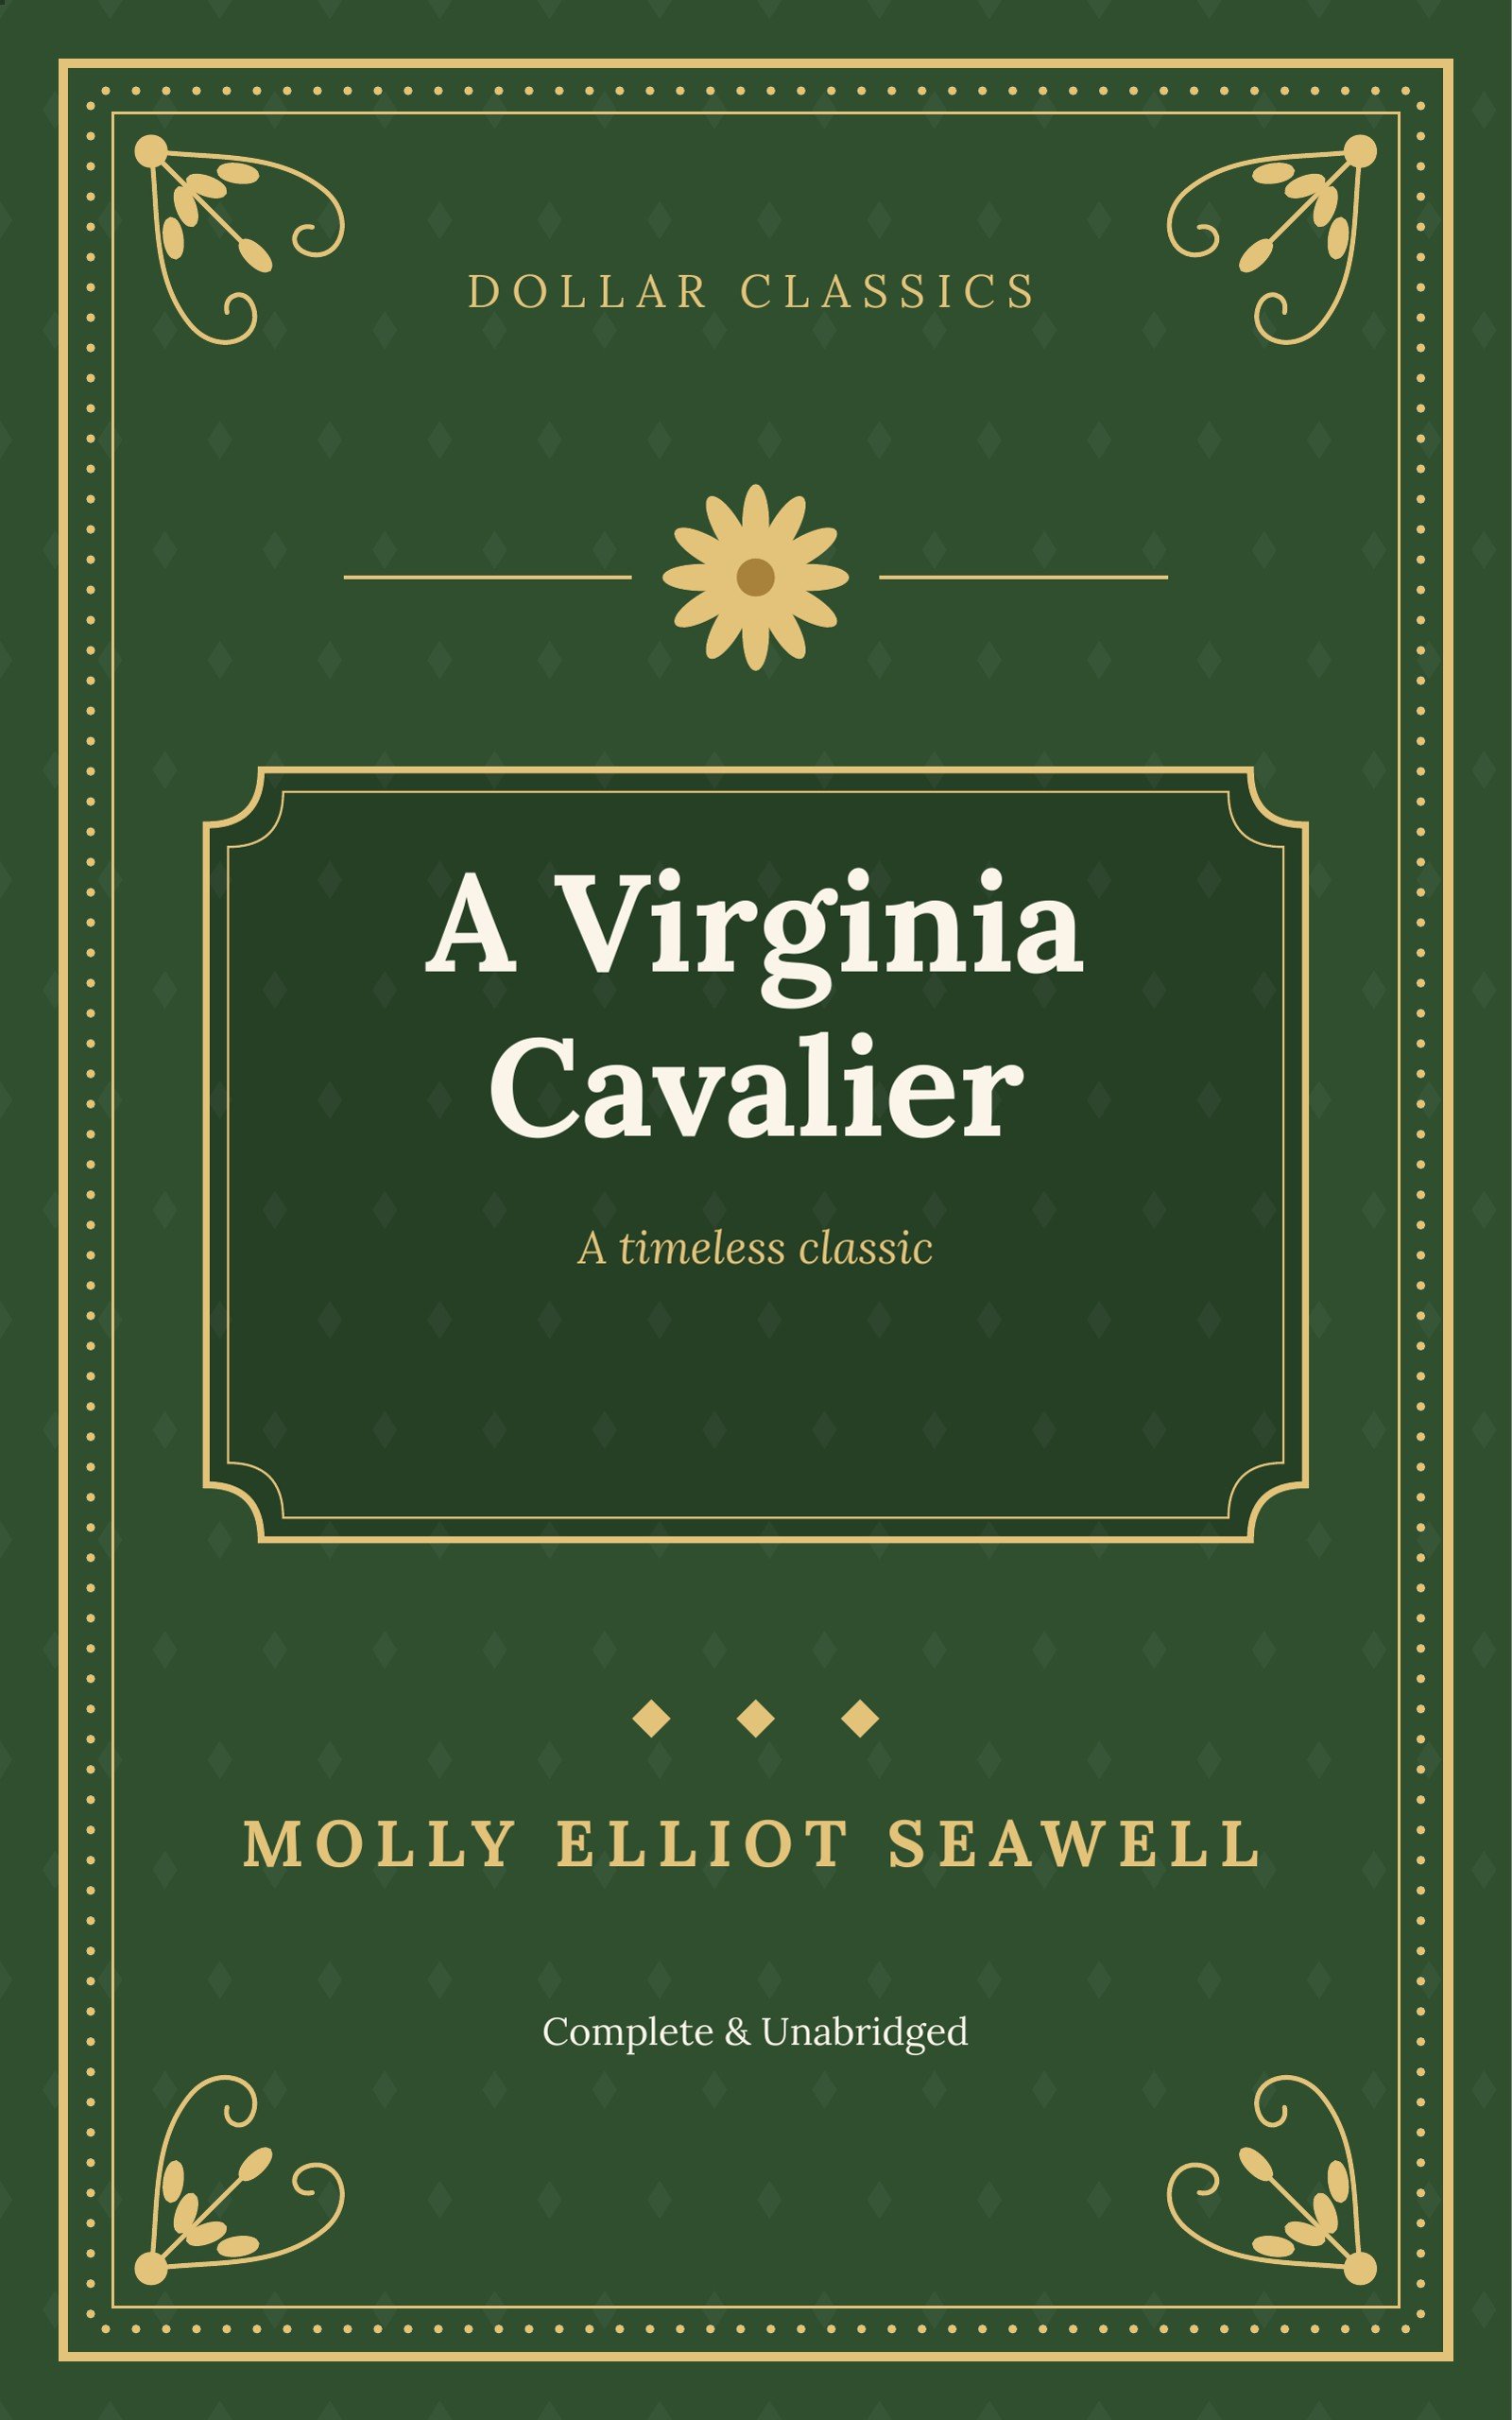 DOLLAR CLASSICS
A Virginia
Cavalier
A timeless classic
MOLLY ELLIOT SEAWELL
Complete & Unabridged